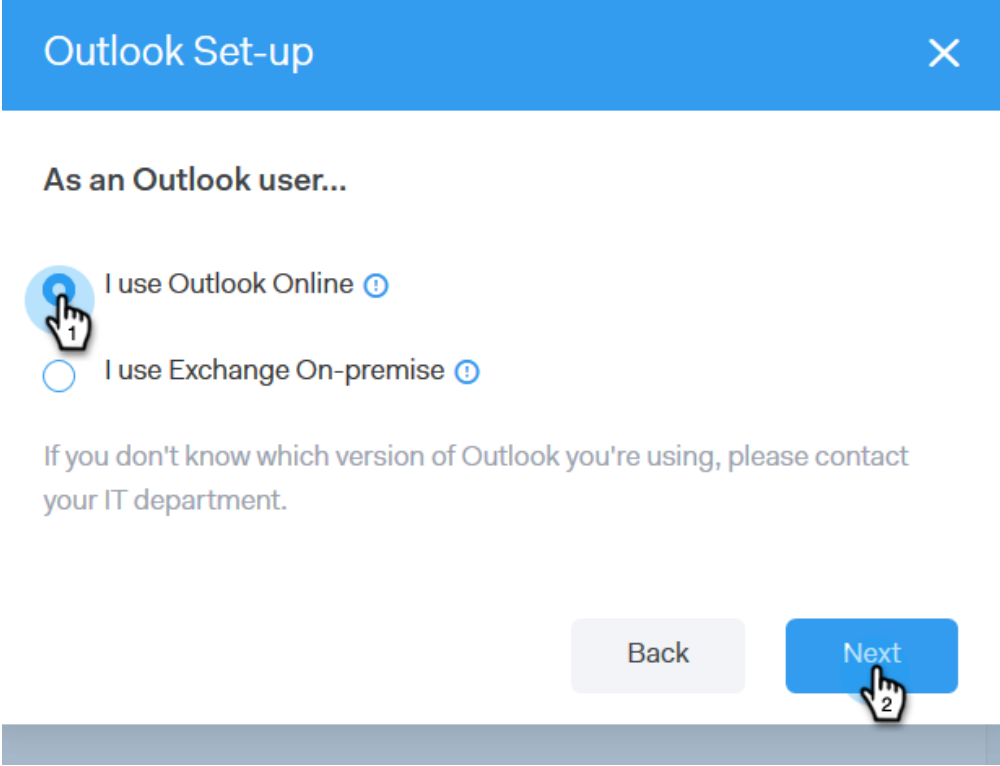 Outlook Set-up
As an Outlook user...
I use Outlook Online
1
I use Exchange On-premise
If you don't know which version of Outlook you're using, please contact
your IT department.
Back
Next
2